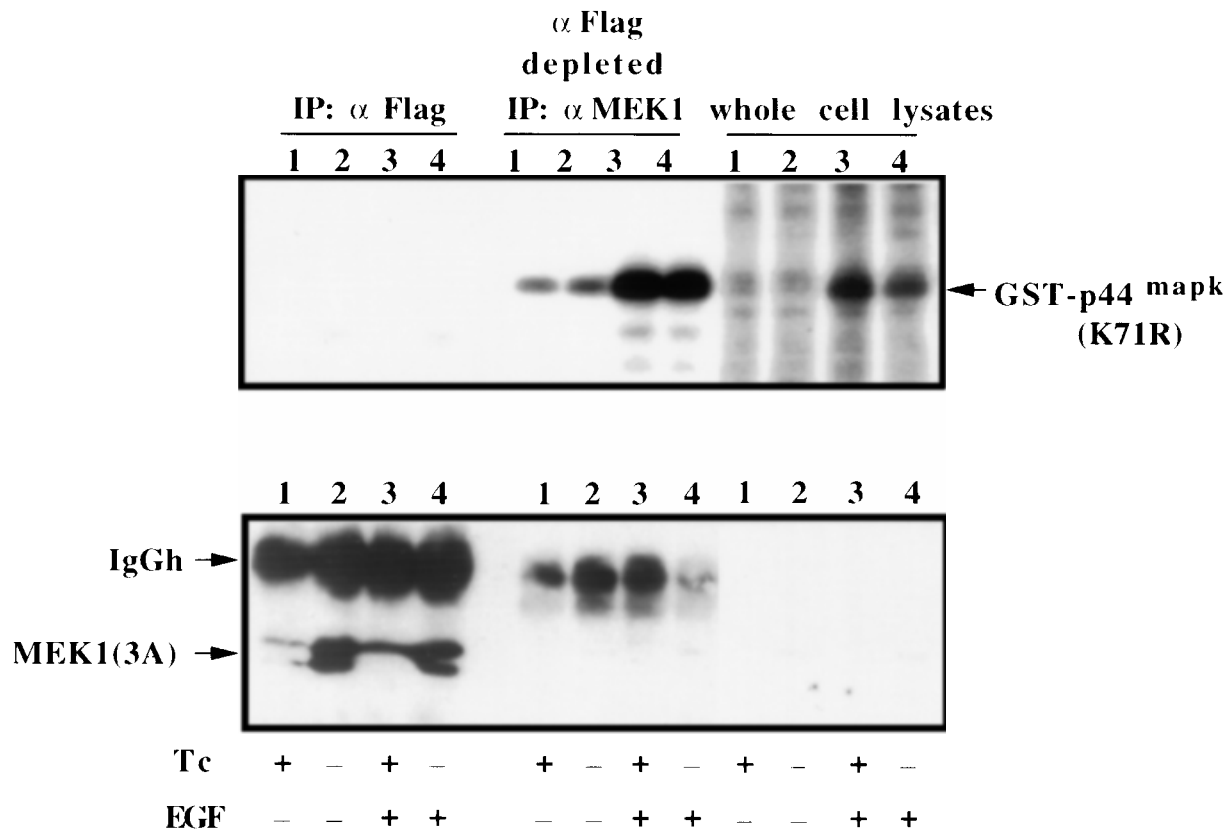 α Flag
depleted
IP: α Flag IP: α MEK1 whole cell lysates
1 2 3 4 1 2 3 4 1 2 3 4
GST-p44 mapk
(K71R)
1 2 3 4 1 2 3 4 1 2 3 4
IgGh
MEK1(3A)
Tc + – + – + – + – + – + –
EGF – – + + – – + + – – + +